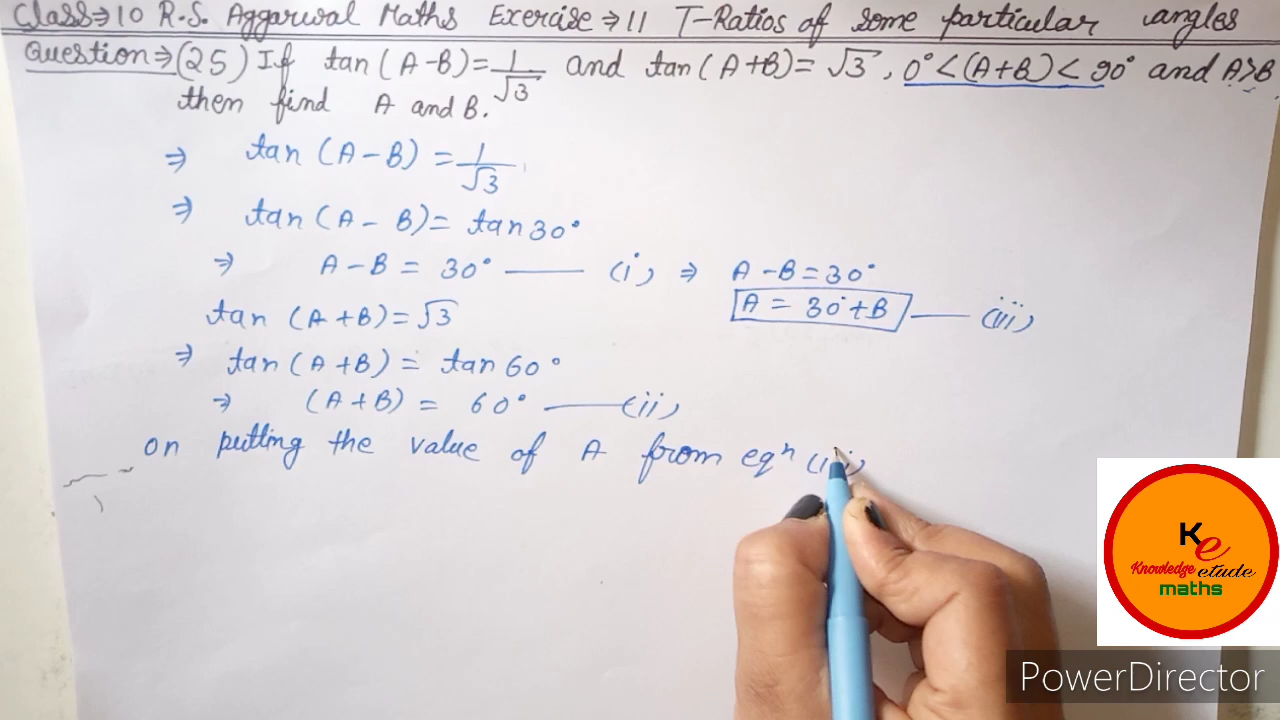 Class⇒10 R.S. Aggarwal Maths Exercise⇒11 T-Ratios of some particular angles
Question⇒(25) If tan(A-B)=1/√3 and tan(A+B)=√3, 0°<(A+B)<90° and A>B
then find A and B.
⇒ tan(A-B)=1/√3
⇒ tan(A-B)=tan30°
⇒ A-B=30° —— (i) ⇒ A-B=30°
A=30°+B —— (iii)
tan(A+B)=√3
⇒ tan(A+B)=tan60°
⇒ (A+B)=60° ——(ii)
on putting the value of A from eqⁿ (iii)
Ke
Knowledge etude
maths
PowerDirector